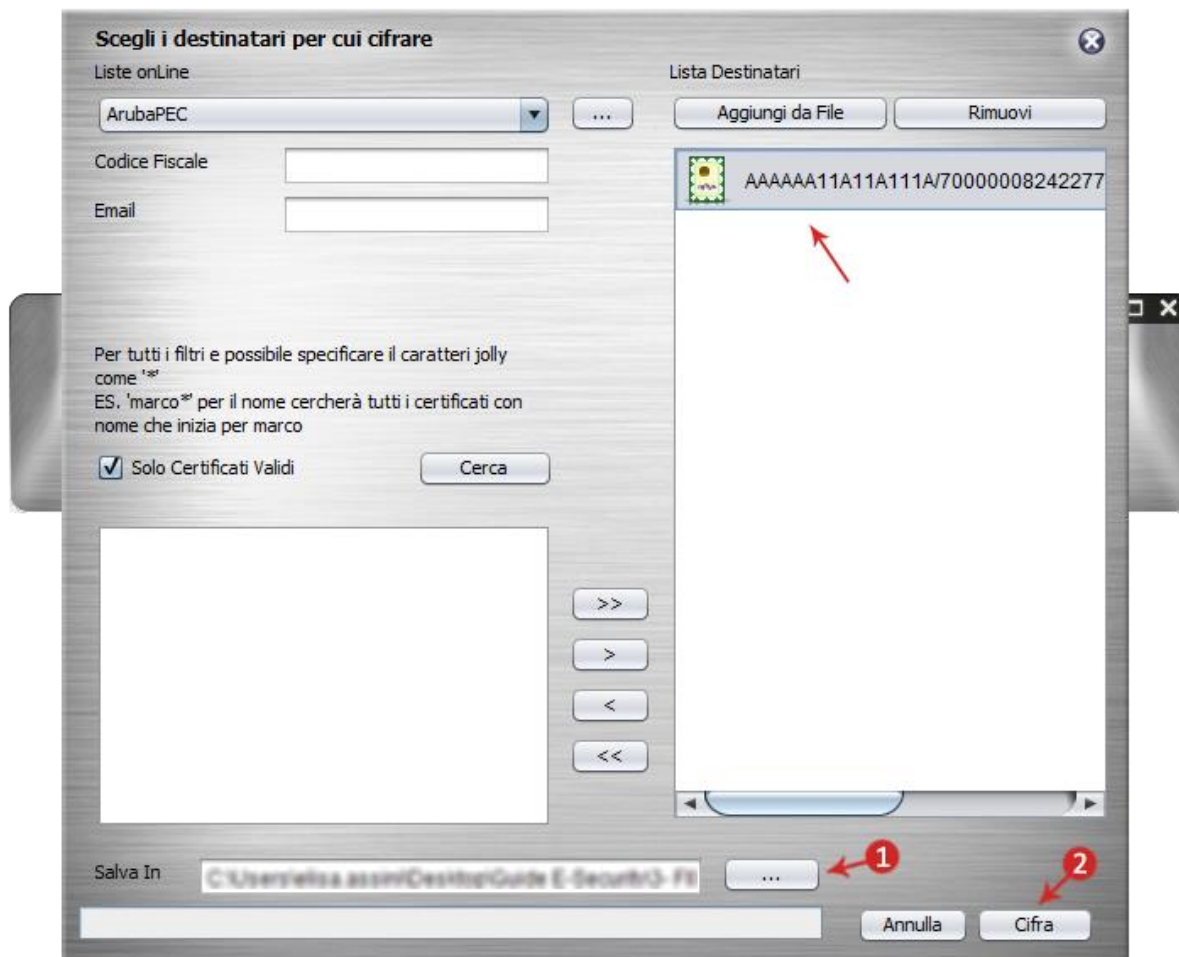 Scegli i destinatari per cui cifrare
Liste onLine
ArubaPEC
...
Codice Fiscale
Email
Per tutti i filtri e possibile specificare il caratteri jolly
come '*'
ES. 'marco*' per il nome cercherà tutti i certificati con
nome che inizia per marco
Solo Certificati Validi
Cerca
>>
>
<
<<
Lista Destinatari
Aggiungi da File
Rimuovi
AAAAAA11A11A111A/70000008242277
Salva In
...
1
2
Annulla
Cifra